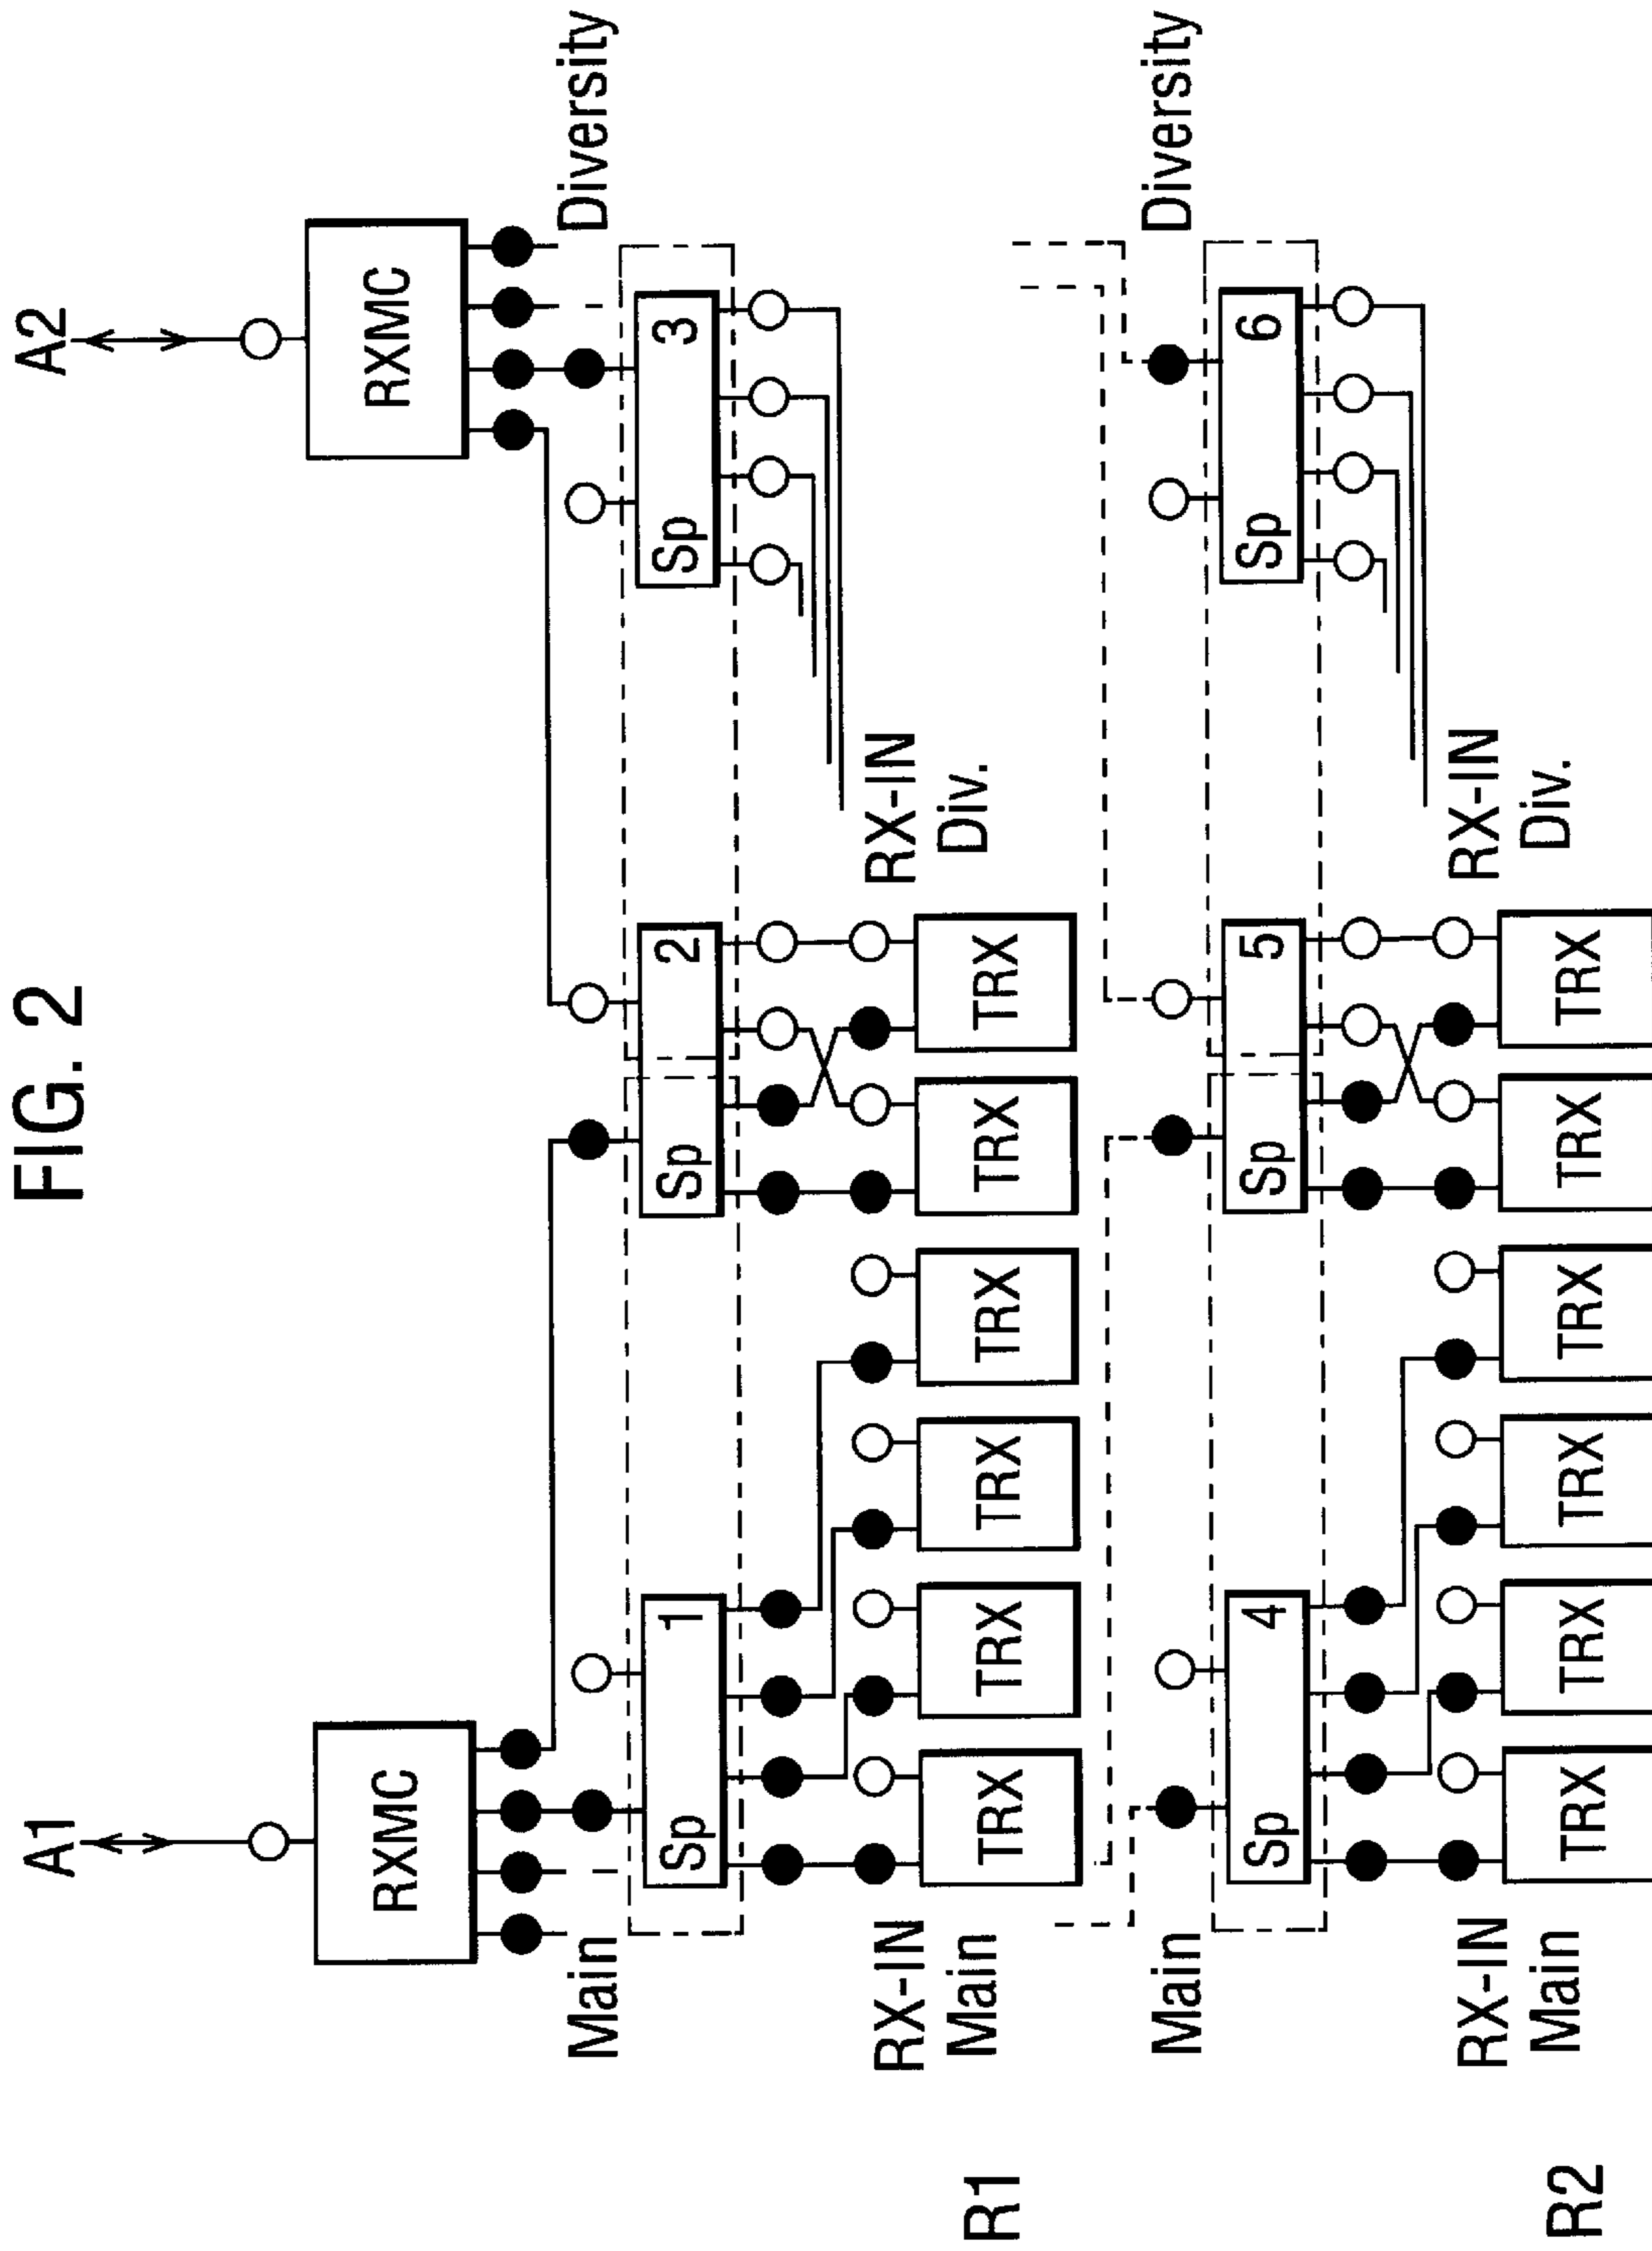 FIG. 2
A1
A2
RXMC
RXMC
Main
Diversity
Sp 1
Sp 2
Sp 3
RX-IN
Main
RX-IN
Div.
R1
TRX
TRX
TRX
TRX
TRX
TRX
Main
Diversity
Sp 4
Sp 5
Sp 6
RX-IN
Main
RX-IN
Div.
R2
TRX
TRX
TRX
TRX
TRX
TRX